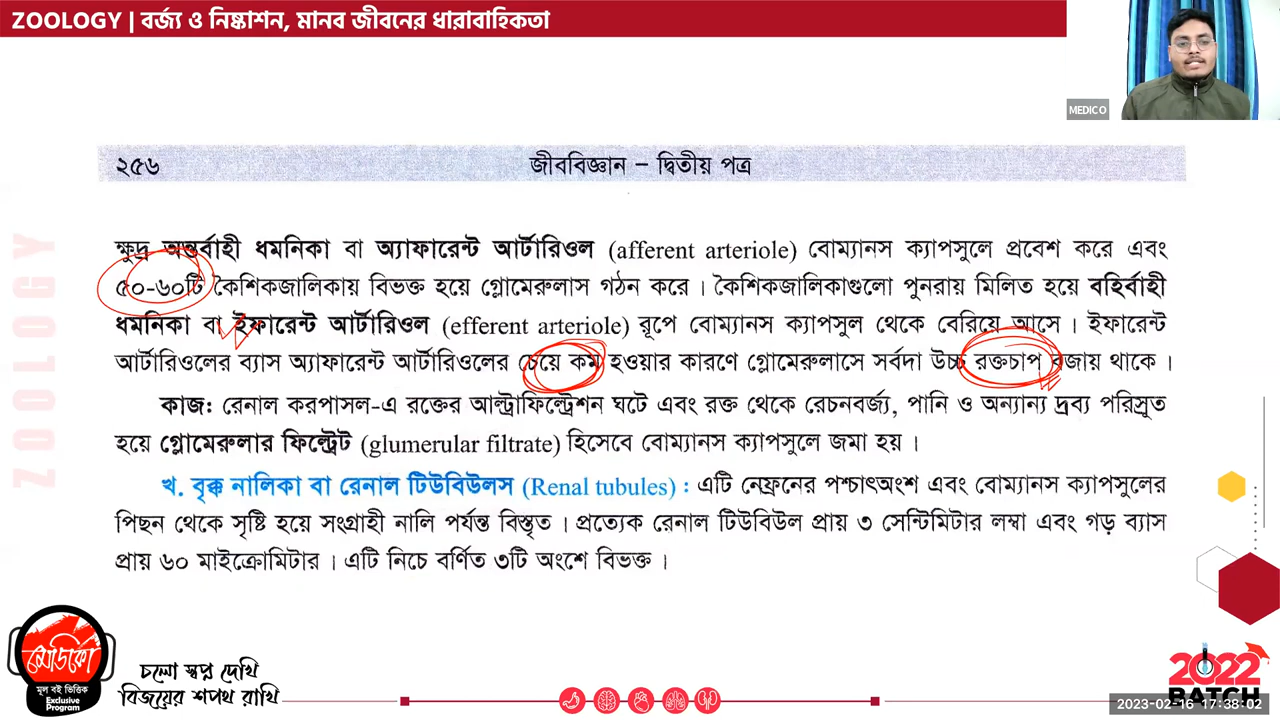 ZOOLOGY | বর্জ্য ও নিষ্কাশন, মানব জীবনের ধারাবাহিকতা
MEDICO
২৫৬ জীববিজ্ঞান – দ্বিতীয় পত্র
ক্ষুদ্র অন্তর্বাহী ধমনিকা বা অ্যাফারেন্ট আর্টারিওল (afferent arteriole) বোম্যানস ক্যাপসুলে প্রবেশ করে এবং
৫০-৬০টি কৈশিকজালিকায় বিভক্ত হয়ে গ্লোমেরুলাস গঠন করে। কৈশিকজালিকাগুলো পুনরায় মিলিত হয়ে বহির্বাহী
ধমনিকা বা ইফারেন্ট আর্টারিওল (efferent arteriole) রূপে বোম্যানস ক্যাপসুল থেকে বেরিয়ে আসে। ইফারেন্ট
আর্টারিওলের ব্যাস অ্যাফারেন্ট আর্টারিওলের চেয়ে কম হওয়ার কারণে গ্লোমেরুলাসে সর্বদা উচ্চ রক্তচাপ বজায় থাকে।
কাজ: রেনাল করপাসল-এ রক্তের আল্ট্রাফিল্ট্রেশন ঘটে এবং রক্ত থেকে রেচনবর্জ্য, পানি ও অন্যান্য দ্রব্য পরিস্রুত
হয়ে গ্লোমেরুলার ফিল্ট্রেট (glumerular filtrate) হিসেবে বোম্যানস ক্যাপসুলে জমা হয়।
খ. বৃক্ক নালিকা বা রেনাল টিউবিউলস (Renal tubules) : এটি নেফ্রনের পশ্চাৎঅংশ এবং বোম্যানস ক্যাপসুলের
পিছন থেকে সৃষ্টি হয়ে সংগ্রাহী নালি পর্যন্ত বিস্তৃত। প্রত্যেক রেনাল টিউবিউল প্রায় ৩ সেন্টিমিটার লম্বা এবং গড় ব্যাস
প্রায় ৬০ মাইক্রোমিটার। এটি নিচে বর্ণিত ৩টি অংশে বিভক্ত।
ZOOLOGY
মেডিকো
মূল বই ভিত্তিক
Exclusive
Program
চলো স্বপ্ন দেখি
বিজয়ের শপথ রাখি
2022
BATCH
2023-02-16 17:38:02